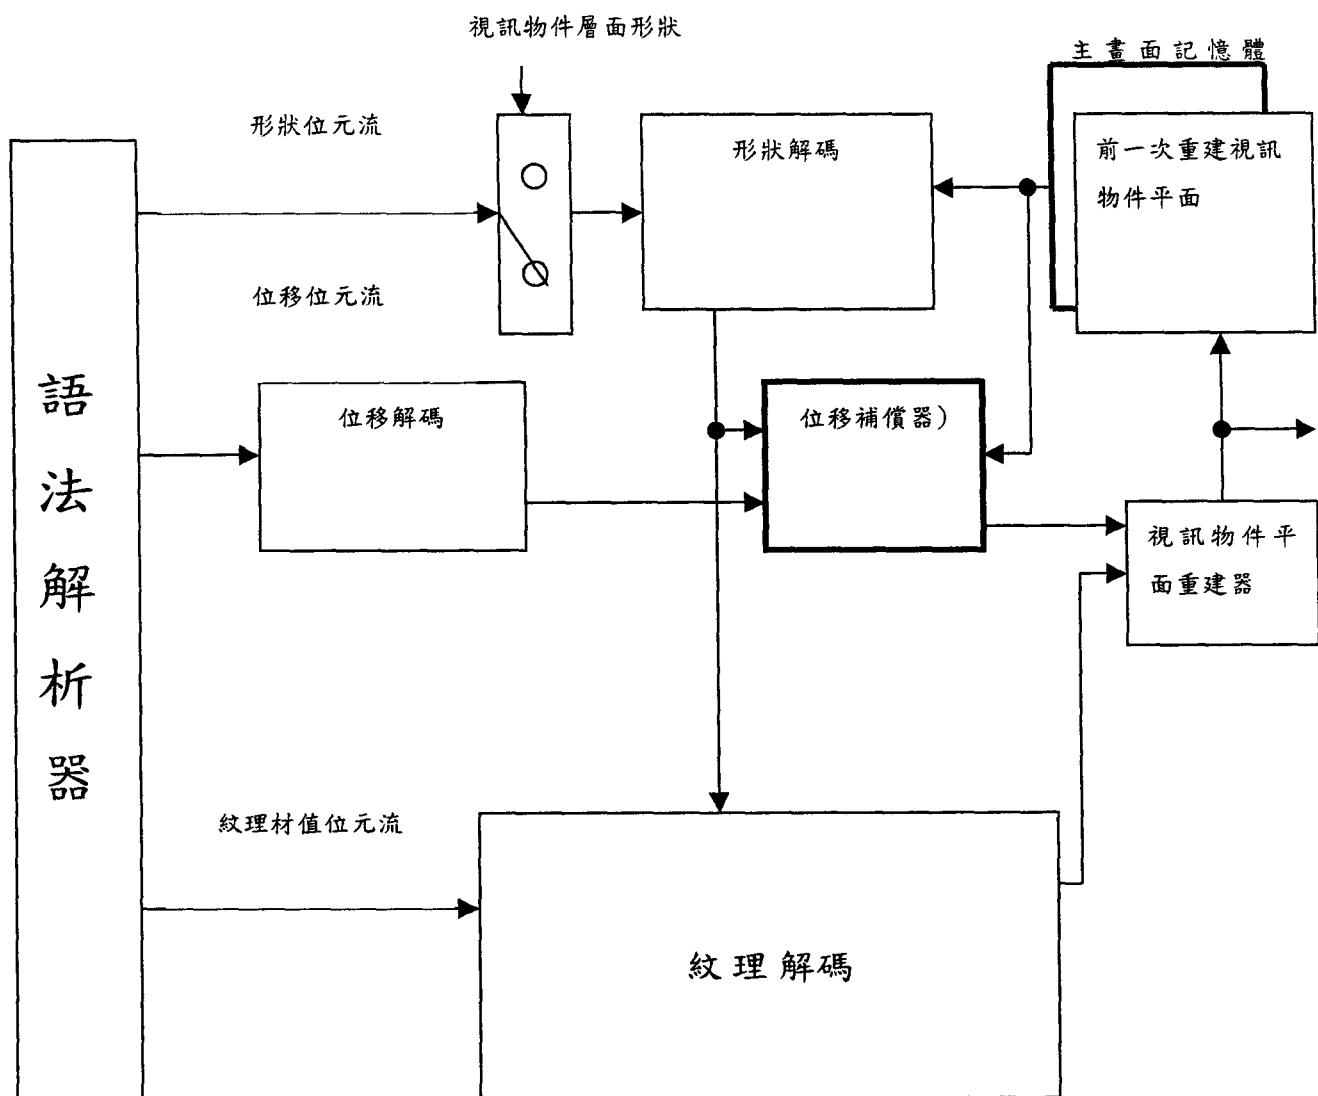 視訊物件層面形狀
主畫面記憶體
形狀位元流
形狀解碼
前一次重建視訊
物件平面
位移位元流
語法解析器
位移解碼
位移補償器)
視訊物件平
面重建器
紋理材值位元流
紋理解碼